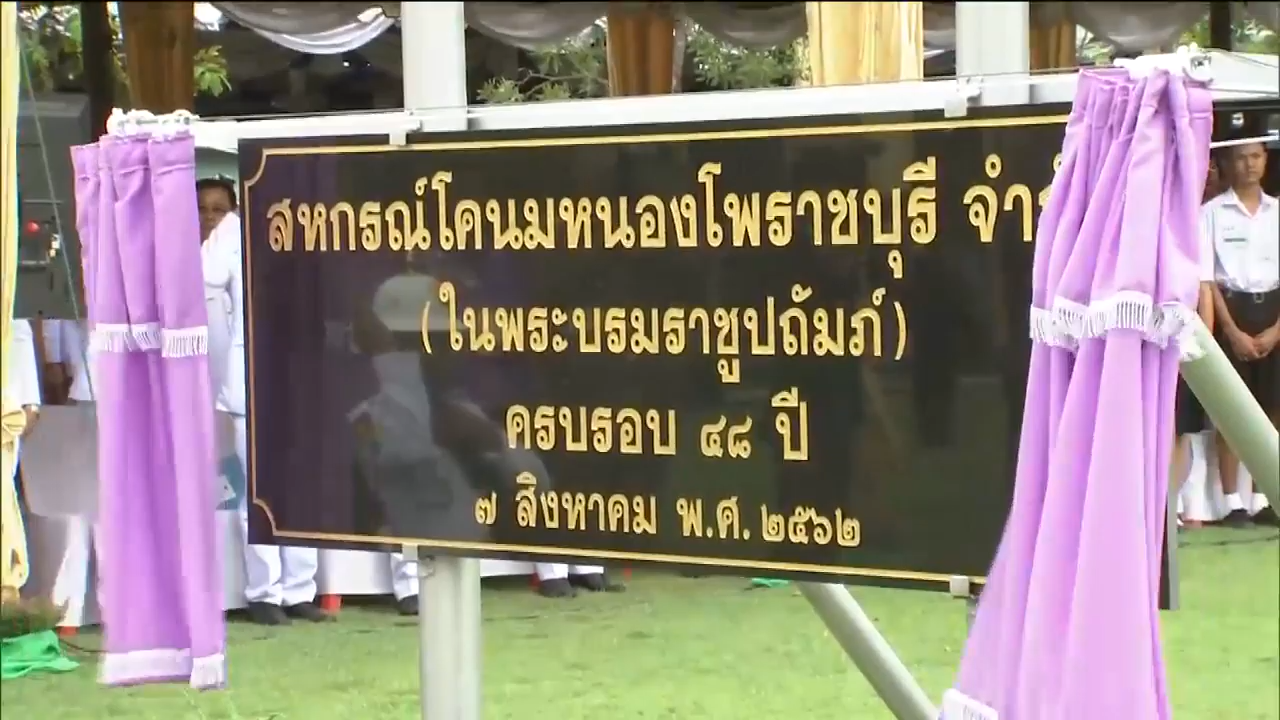 สหกรณ์โคนมหนองโพราชบุรี
(ในพระบรมราชูปถัมภ์)
ครบรอบ ๔๘ ปี
๗ สิงหาคม พ.ศ. ๒๕๖๒